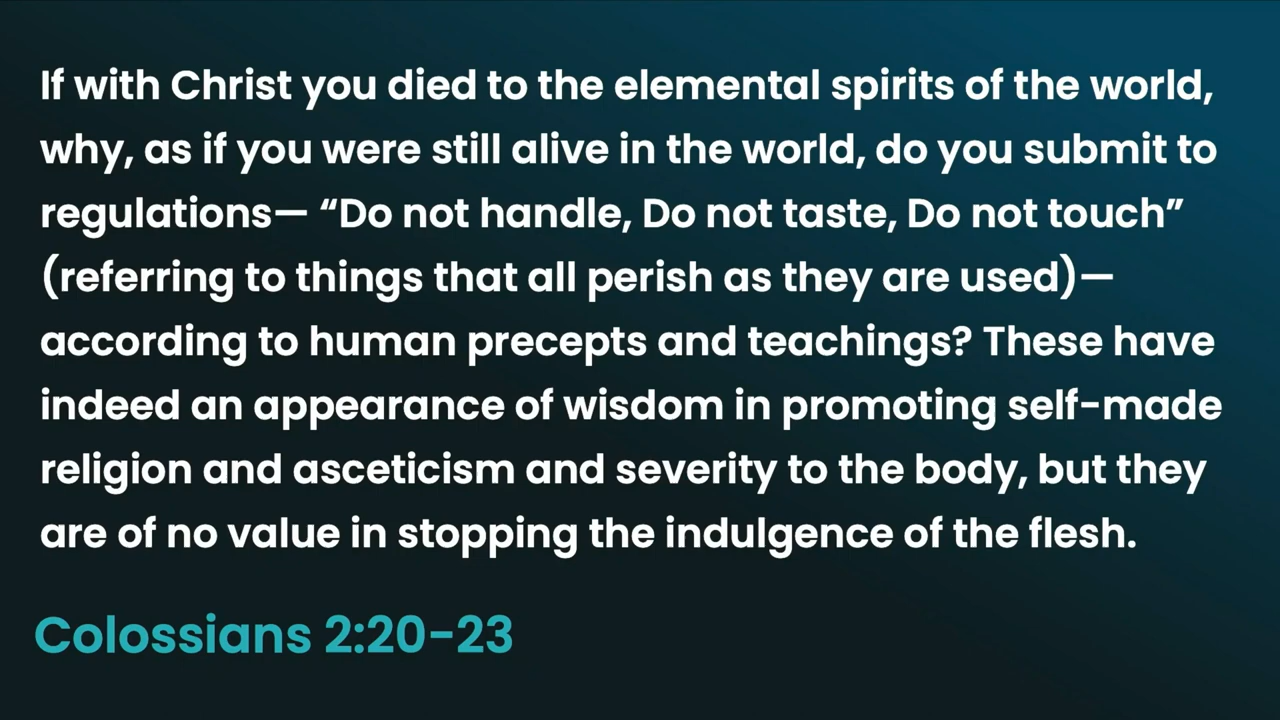 If with Christ you died to the elemental spirits of the world,
why, as if you were still alive in the world, do you submit to
regulations— “Do not handle, Do not taste, Do not touch”
(referring to things that all perish as they are used)—
according to human precepts and teachings? These have
indeed an appearance of wisdom in promoting self-made
religion and asceticism and severity to the body, but they
are of no value in stopping the indulgence of the flesh.
Colossians 2:20-23